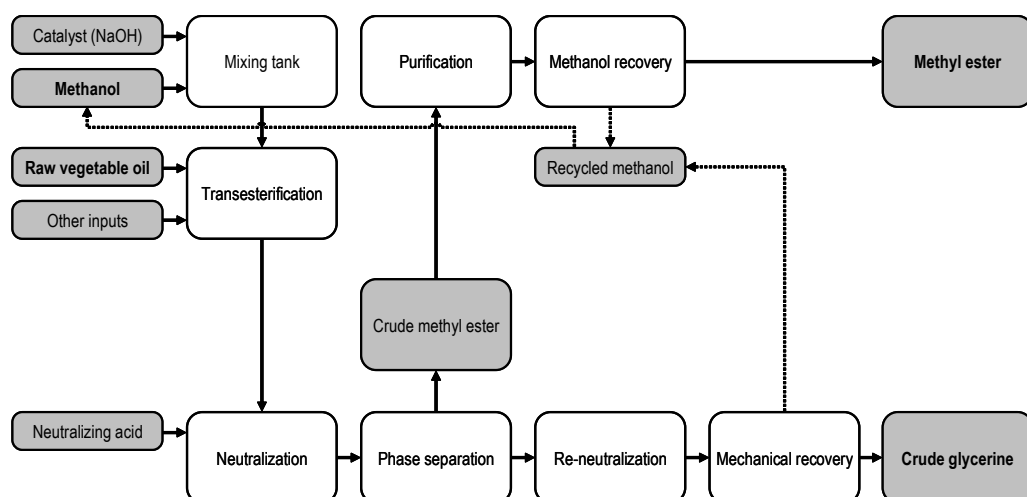 Catalyst (NaOH)
Mixing tank
Purification
Methanol recovery
Methyl ester
Methanol
Raw vegetable oil
Transesterification
Recycled methanol
Other inputs
Crude methyl ester
Neutralizing acid
Neutralization
Phase separation
Re-neutralization
Mechanical recovery
Crude glycerine